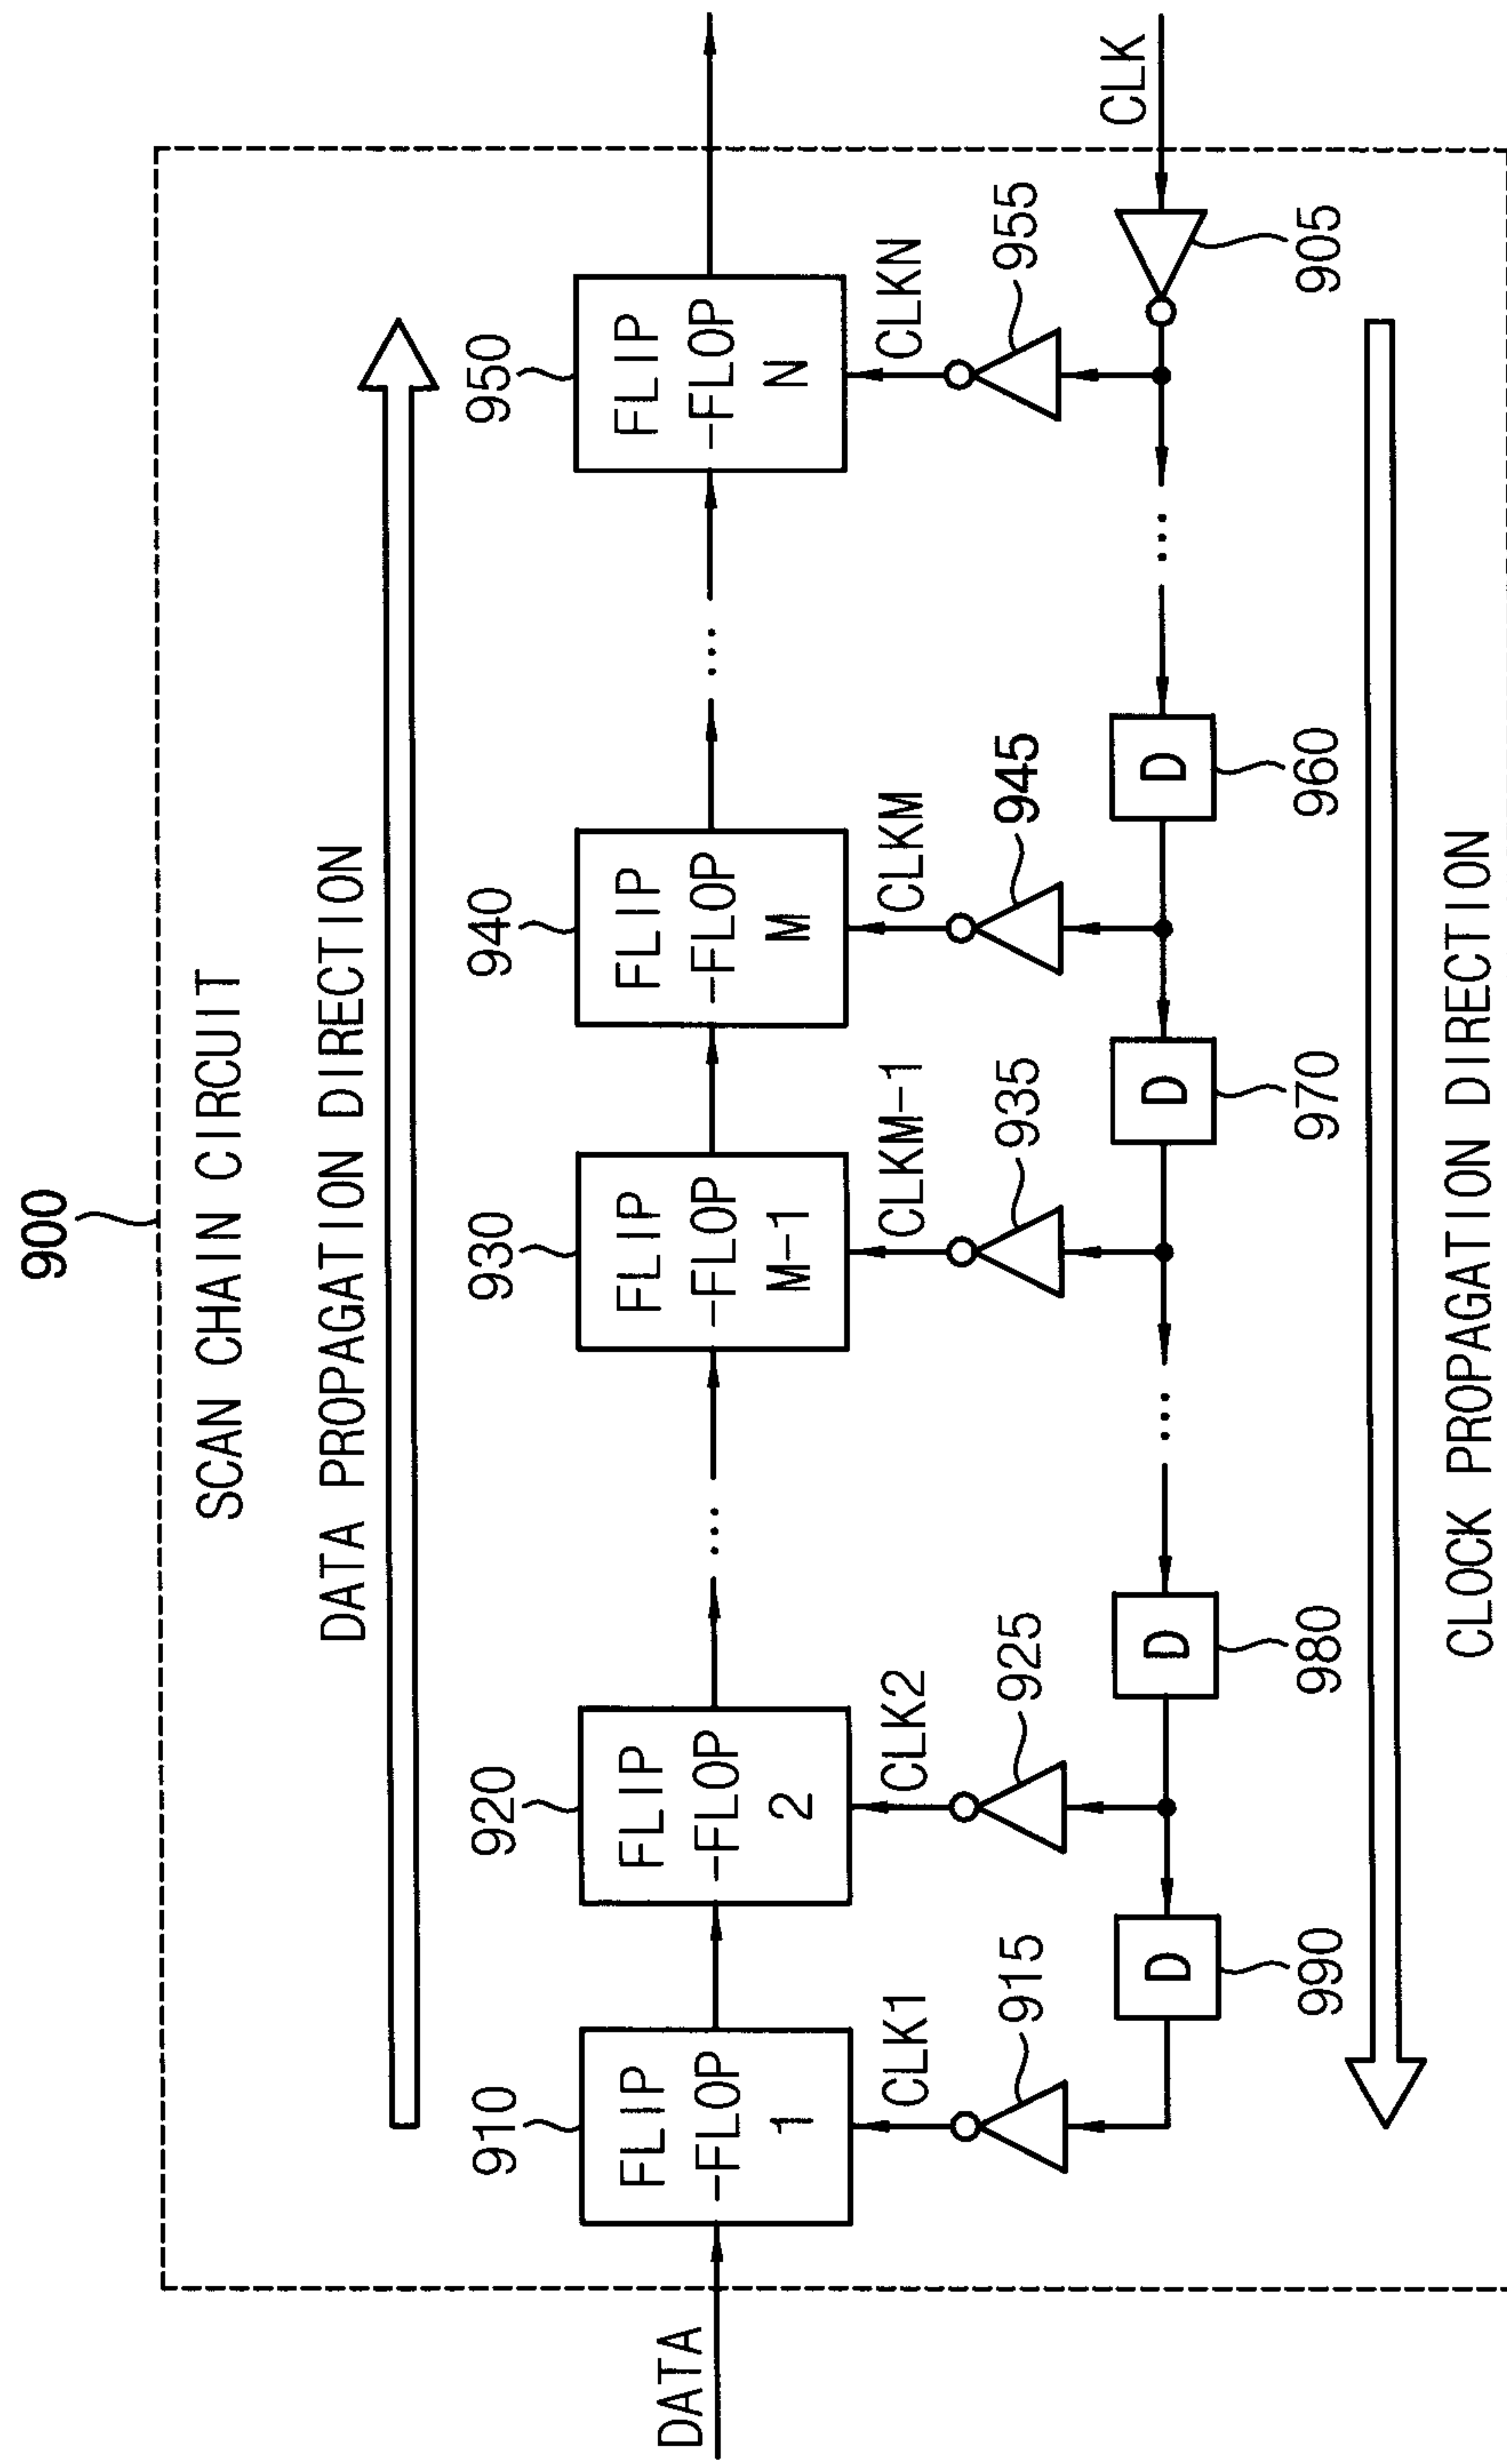 900
SCAN CHAIN CIRCUIT
DATA PROPAGATION DIRECTION
910
920
930
940
950
FLIP
-FLOP
1
FLIP
-FLOP
2
FLIP
-FLOP
M-1
FLIP
-FLOP
M
FLIP
-FLOP
N
DATA
CLK1
CLK2
CLKM-1
CLKM
CLKN
915
925
935
945
955
CLK
D
D
D
D
990
980
970
960
905
CLOCK PROPAGATION DIRECTION